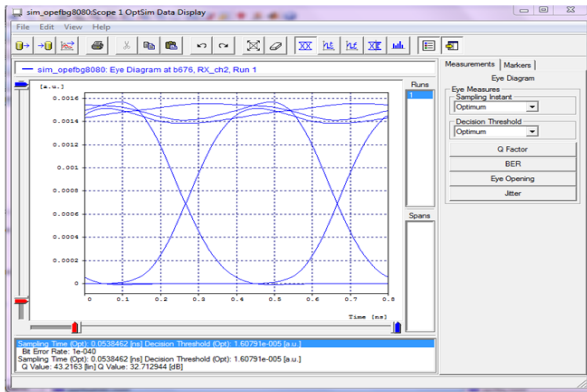 sim_opefbg8080:Scope 1 OptSim Data Display
File Edit View Help
sim_opefbg8080: Eye Diagram at b676, RX_ch2, Run 1
[a.u.]
0.0016
0.0014
0.0012
0.001
0.0008
0.0006
0.0004
0.0002
0
0 0.1 0.2 0.3 0.4 0.5 0.6 0.7 0.8
Time [ns]
Runs
1
Spans
Measurements Markers
Eye Diagram
Eye Measures
Sampling Instant
Optimum
Decision Threshold
Optimum
Q Factor
BER
Eye Opening
Jitter
Sampling Time (Opt): 0.0538462 [ns] Decision Threshold (Opt): 1.60791e-005 [a.u.]
Bit Error Rate: 1e-040
Sampling Time (Opt): 0.0538462 [ns] Decision Threshold (Opt): 1.60791e-005 [a.u.]
Q Value: 43.2163 [lin] Q Value: 32.712944 [dB]